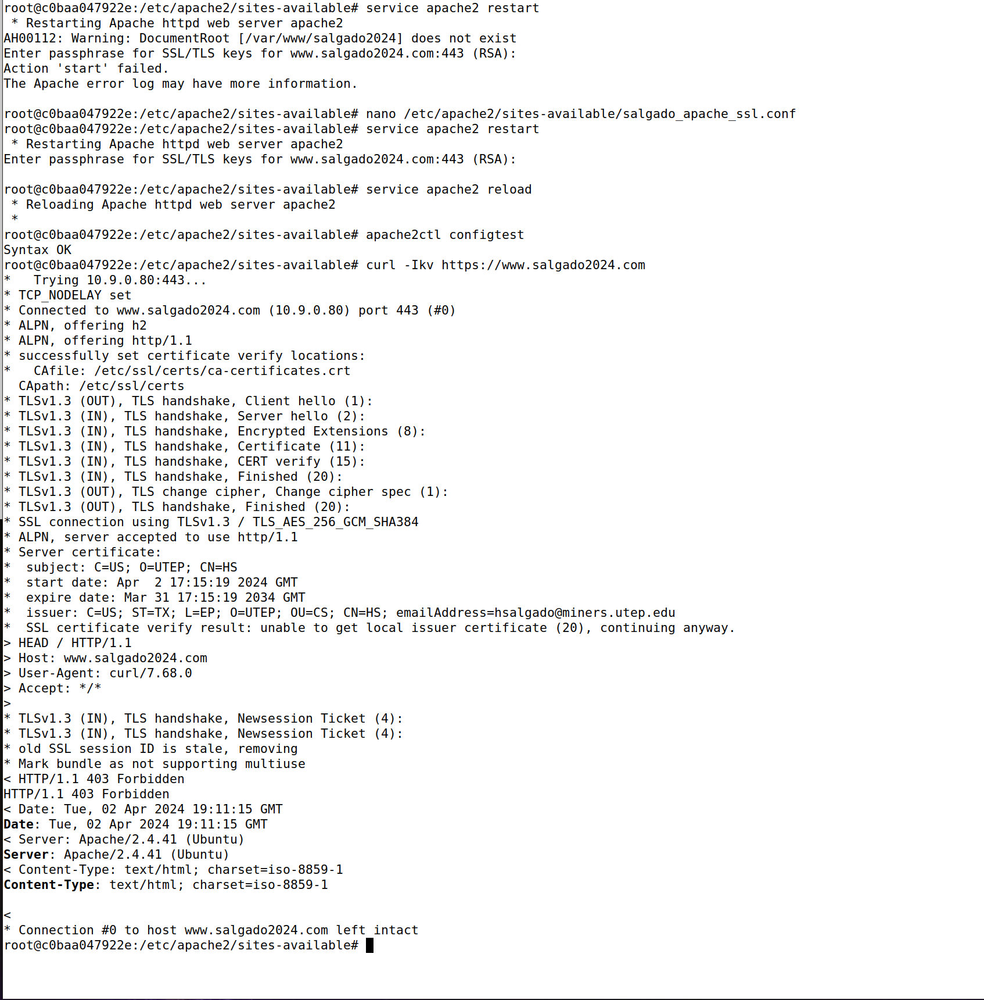 root@c0baa047922e:/etc/apache2/sites-available# service apache2 restart
 * Restarting Apache httpd web server apache2
AH00112: Warning: DocumentRoot [/var/www/salgado2024] does not exist
Enter passphrase for SSL/TLS keys for www.salgado2024.com:443 (RSA):
Action 'start' failed.
The Apache error log may have more information.

root@c0baa047922e:/etc/apache2/sites-available# nano /etc/apache2/sites-available/salgado_apache_ssl.conf
root@c0baa047922e:/etc/apache2/sites-available# service apache2 restart
 * Restarting Apache httpd web server apache2
Enter passphrase for SSL/TLS keys for www.salgado2024.com:443 (RSA):

root@c0baa047922e:/etc/apache2/sites-available# service apache2 reload
 * Reloading Apache httpd web server apache2
 *
root@c0baa047922e:/etc/apache2/sites-available# apache2ctl configtest
Syntax OK
root@c0baa047922e:/etc/apache2/sites-available# curl -Ikv https://www.salgado2024.com
*   Trying 10.9.0.80:443...
* TCP_NODELAY set
* Connected to www.salgado2024.com (10.9.0.80) port 443 (#0)
* ALPN, offering h2
* ALPN, offering http/1.1
* successfully set certificate verify locations:
*   CAfile: /etc/ssl/certs/ca-certificates.crt
  CApath: /etc/ssl/certs
* TLSv1.3 (OUT), TLS handshake, Client hello (1):
* TLSv1.3 (IN), TLS handshake, Server hello (2):
* TLSv1.3 (IN), TLS handshake, Encrypted Extensions (8):
* TLSv1.3 (IN), TLS handshake, Certificate (11):
* TLSv1.3 (IN), TLS handshake, CERT verify (15):
* TLSv1.3 (IN), TLS handshake, Finished (20):
* TLSv1.3 (OUT), TLS change cipher, Change cipher spec (1):
* TLSv1.3 (OUT), TLS handshake, Finished (20):
* SSL connection using TLSv1.3 / TLS_AES_256_GCM_SHA384
* ALPN, server accepted to use http/1.1
* Server certificate:
*  subject: C=US; O=UTEP; CN=HS
*  start date: Apr  2 17:15:19 2024 GMT
*  expire date: Mar 31 17:15:19 2034 GMT
*  issuer: C=US; ST=TX; L=EP; O=UTEP; OU=CS; CN=HS; emailAddress=hsalgado@miners.utep.edu
*  SSL certificate verify result: unable to get local issuer certificate (20), continuing anyway.
> HEAD / HTTP/1.1
> Host: www.salgado2024.com
> User-Agent: curl/7.68.0
> Accept: */*
>
* TLSv1.3 (IN), TLS handshake, Newsession Ticket (4):
* TLSv1.3 (IN), TLS handshake, Newsession Ticket (4):
* old SSL session ID is stale, removing
* Mark bundle as not supporting multiuse
< HTTP/1.1 403 Forbidden
HTTP/1.1 403 Forbidden
< Date: Tue, 02 Apr 2024 19:11:15 GMT
Date: Tue, 02 Apr 2024 19:11:15 GMT
< Server: Apache/2.4.41 (Ubuntu)
Server: Apache/2.4.41 (Ubuntu)
< Content-Type: text/html; charset=iso-8859-1
Content-Type: text/html; charset=iso-8859-1

<
* Connection #0 to host www.salgado2024.com left intact
root@c0baa047922e:/etc/apache2/sites-available#